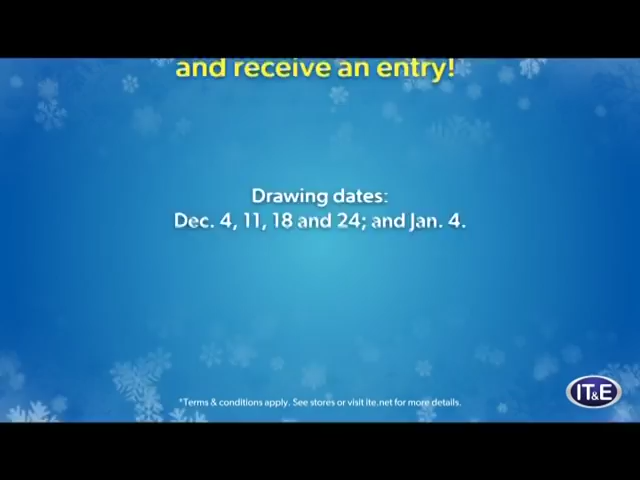 and receive an entry!
Drawing dates:
Dec. 4, 11, 18 and 24; and Jan. 4.
*Terms & conditions apply. See stores or visit ite.net for more details.
IT&E